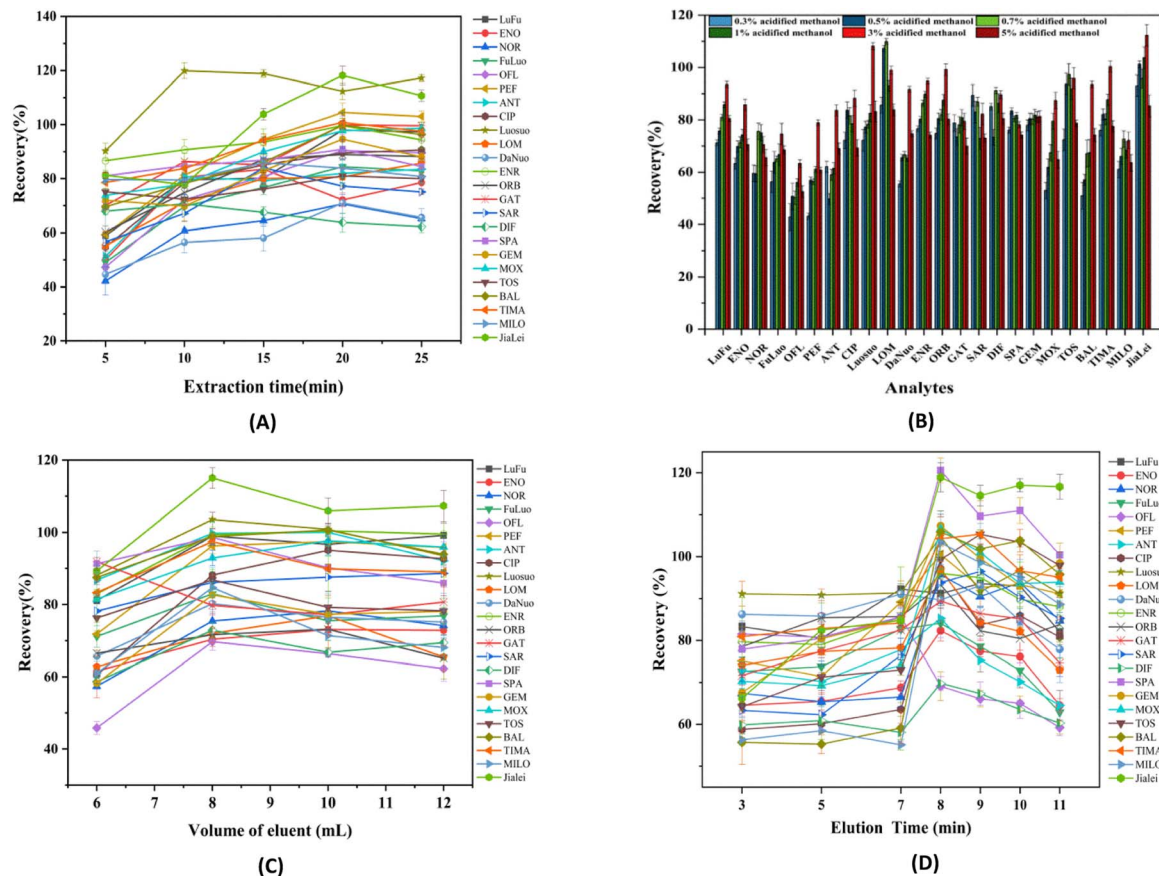 140
120
100
80
60
40
20
Recovery(%)
5
10
15
20
25
Extraction time(min)
(A)
LuFu
ENO
NOR
FuLuo
OFL
PEF
ANT
CIP
Luosuo
LOM
DaNuo
ENR
ORB
GAT
SAR
DIF
SPA
GEM
MOX
TOS
BAL
TIMA
MILO
JiaLei
120
100
80
60
40
20
0
Recovery(%)
0.3% acidified methanol
0.5% acidified methanol
0.7% acidified methanol
1% acidified methanol
3% acidified methanol
5% acidified methanol
LuFu
ENO
NOR
FuLuo
OFL
PEF
ANT
CIP
Luosuo
LOM
DaNuo
ENR
ORB
GAT
SAR
DIF
SPA
GEM
MOX
TOS
BAL
TIMA
MILO
JiaLei
Analytes
(B)
120
100
80
60
40
Recovery(%)
6
7
8
9
10
11
12
Volume of eluent (mL)
(C)
LuFu
ENO
NOR
FuLuo
OFL
PEF
ANT
CIP
Luosuo
LOM
DaNuo
ENR
ORB
GAT
SAR
DIF
SPA
GEM
MOX
TOS
BAL
TIMA
MILO
Jialei
120
100
80
60
Recovery(%)
3
5
7
8
9
10
11
Elution Time (min)
(D)
LuFu
ENO
NOR
FuLuo
OFL
PEF
ANT
CIP
Luosuo
LOM
DaNuo
ENR
ORB
GAT
SAR
DIF
SPA
GEM
MOX
TOS
BAL
TIMA
MILO
Jialei